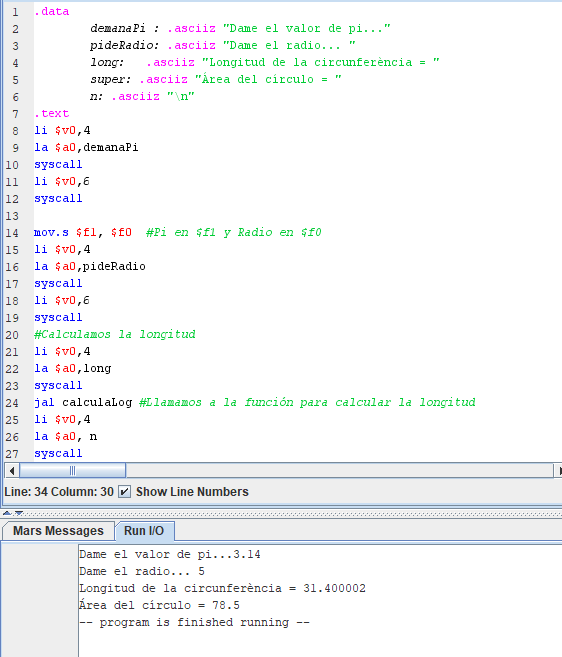 1 .data
2 demanaPi : .asciiz "Dame el valor de pi..."
3 pideRadio: .asciiz "Dame el radio... "
4 long: .asciiz "Longitud de la circunferència = "
5 super: .asciiz "Área del círculo = "
6 n: .asciiz "\n"
7 .text
8 li $v0,4
9 la $a0,demanaPi
10 syscall
11 li $v0,6
12 syscall
13
14 mov.s $f1, $f0 #Pi en $f1 y Radio en $f0
15 li $v0,4
16 la $a0,pideRadio
17 syscall
18 li $v0,6
19 syscall
20 #Calculamos la longitud
21 li $v0,4
22 la $a0,long
23 syscall
24 jal calculaLog #Llamamos a la función para calcular la longitud
25 li $v0,4
26 la $a0, n
27 syscall
Line: 34 Column: 30 Show Line Numbers
Mars Messages Run I/O
Dame el valor de pi...3.14
Dame el radio... 5
Longitud de la circunferència = 31.400002
Área del círculo = 78.5
-- program is finished running --